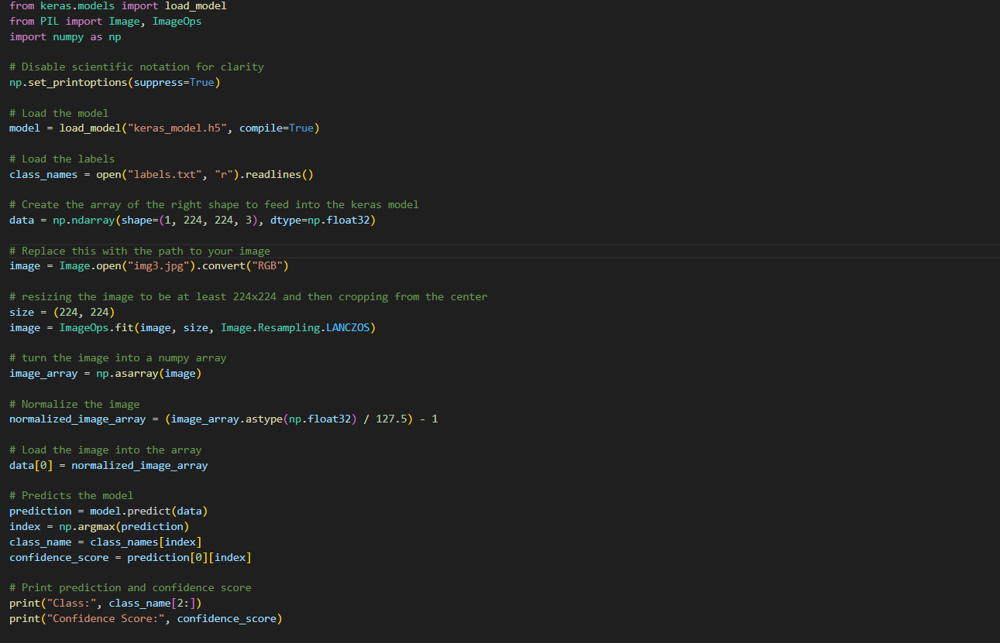 from keras.models import load_model
from PIL import Image, ImageOps
import numpy as np
# Disable scientific notation for clarity
np.set_printoptions(suppress=True)
# Load the model
model = load_model("keras_model.h5", compile=True)
# Load the labels
class_names = open("labels.txt", "r").readlines()
# Create the array of the right shape to feed into the keras model
data = np.ndarray(shape=(1, 224, 224, 3), dtype=np.float32)
# Replace this with the path to your image
image = Image.open("img3.jpg").convert("RGB")
# resizing the image to be at least 224x224 and then cropping from the center
size = (224, 224)
image = ImageOps.fit(image, size, Image.Resampling.LANCZOS)
# turn the image into a numpy array
image_array = np.asarray(image)
# Normalize the image
normalized_image_array = (image_array.astype(np.float32) / 127.5) - 1
# Load the image into the array
data[0] = normalized_image_array
# Predicts the model
prediction = model.predict(data)
index = np.argmax(prediction)
class_name = class_names[index]
confidence_score = prediction[0][index]
# Print prediction and confidence score
print("Class:", class_name[2:])
print("Confidence Score:", confidence_score)